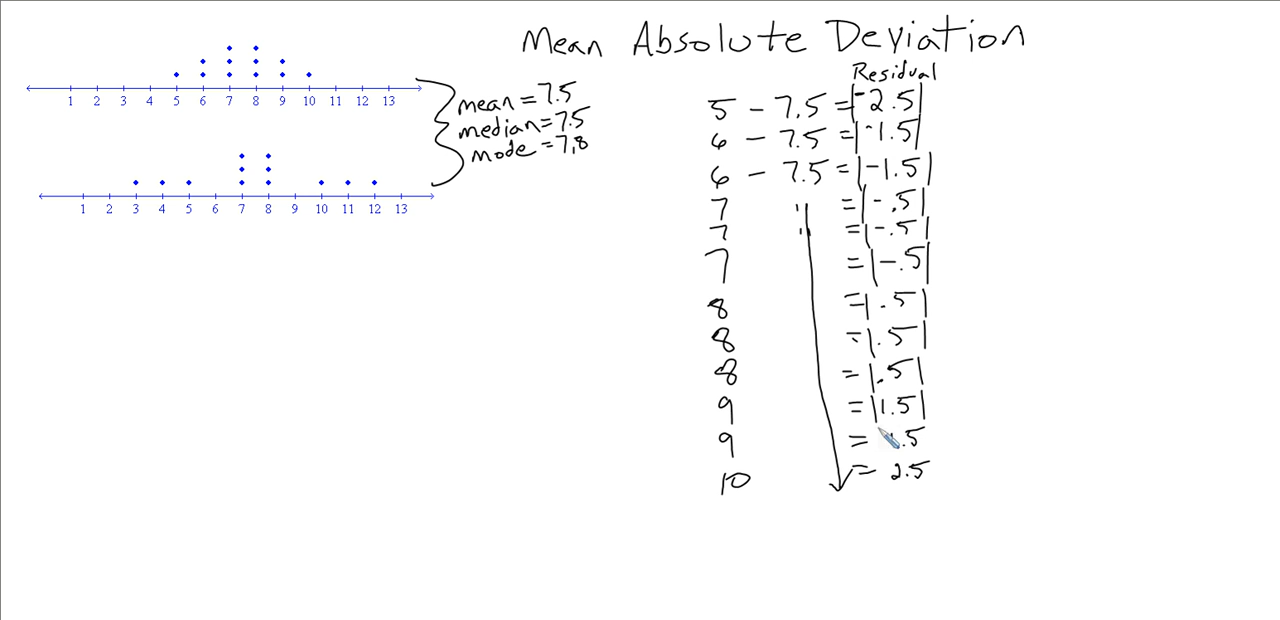 Mean Absolute Deviation
1 2 3 4 5 6 7 8 9 10 11 12 13
mean = 7.5
median = 7.5
mode = 7,8
1 2 3 4 5 6 7 8 9 10 11 12 13
Residual
5 - 7.5 = |-2.5|
6 - 7.5 = |-1.5|
6 - 7.5 = |-1.5|
7 " = |-.5|
7 " = |-.5|
7 = |-.5|
8 = |.5|
8 = |.5|
8 = |.5|
9 = |1.5|
9 = .5
10 = 2.5